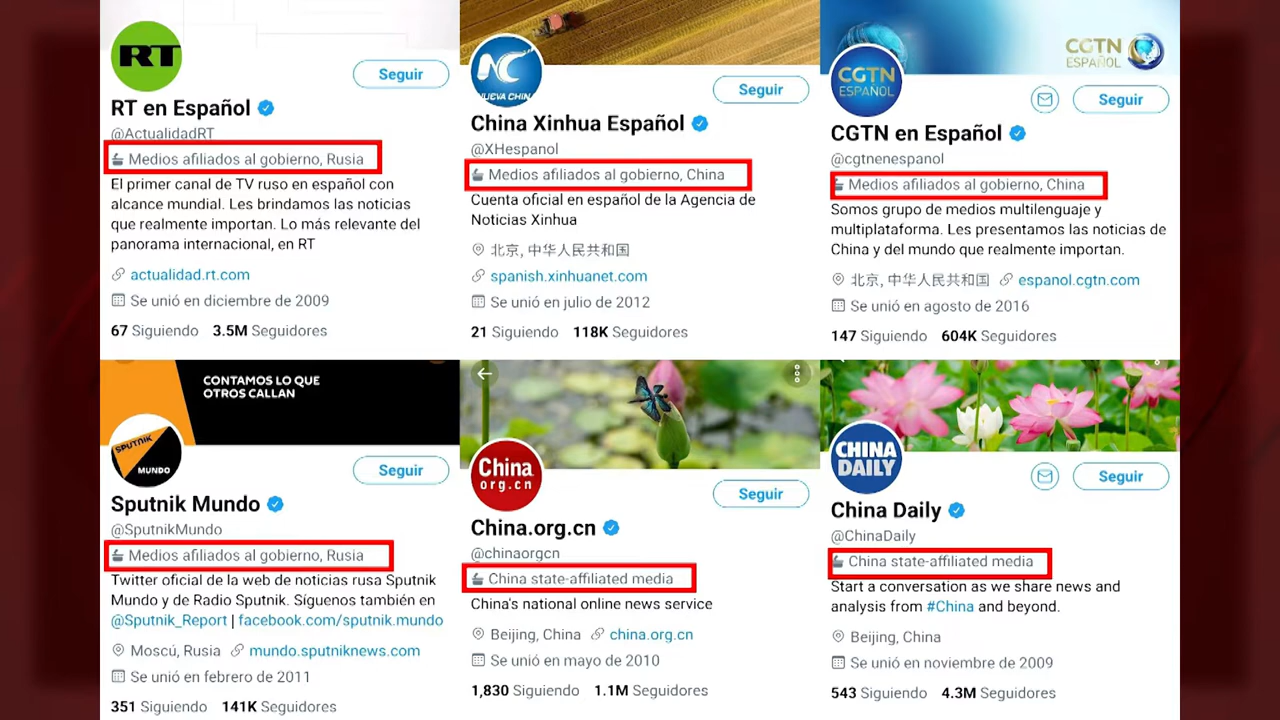 RT
Seguir
RT en Español
@ActualidadRT
Medios afiliados al gobierno, Rusia
El primer canal de TV ruso en español con
alcance mundial. Les brindamos las noticias
que realmente importan. Lo más relevante del
panorama internacional, en RT
actualidad.rt.com
Se unió en diciembre de 2009
67 Siguiendo 3.5M Seguidores
NC
NUEVA CHINA
Seguir
China Xinhua Español
@XHespanol
Medios afiliados al gobierno, China
Cuenta oficial en español de la Agencia de
Noticias Xinhua
北京, 中华人民共和国
spanish.xinhuanet.com
Se unió en julio de 2012
21 Siguiendo 118K Seguidores
CGTN
ESPAÑOL
CGTN
ESPAÑOL
Seguir
CGTN en Español
@cgtnenespanol
Medios afiliados al gobierno, China
Somos grupo de medios multilenguaje y
multiplataforma. Les presentamos las noticias de
China y del mundo que realmente importan.
北京, 中华人民共和国 espanol.cgtn.com
Se unió en agosto de 2016
147 Siguiendo 604K Seguidores
CONTAMOS LO QUE
OTROS CALLAN
SPUTNIK
MUNDO
Seguir
Sputnik Mundo
@SputnikMundo
Medios afiliados al gobierno, Rusia
Twitter oficial de la web de noticias rusa Sputnik
Mundo y de Radio Sputnik. Síguenos también en
@Sputnik_Report | facebook.com/sputnik.mundo
Moscú, Rusia mundo.sputniknews.com
Se unió en febrero de 2011
351 Siguiendo 141K Seguidores
China
org.cn
Seguir
China.org.cn
@chinaorgcn
China state-affiliated media
China's national online news service
Beijing, China china.org.cn
Se unió en mayo de 2010
1,830 Siguiendo 1.1M Seguidores
CHINA
DAILY
Seguir
China Daily
@ChinaDaily
China state-affiliated media
Start a conversation as we share news and
analysis from #China and beyond.
Beijing, China
Se unió en noviembre de 2009
543 Siguiendo 4.3M Seguidores